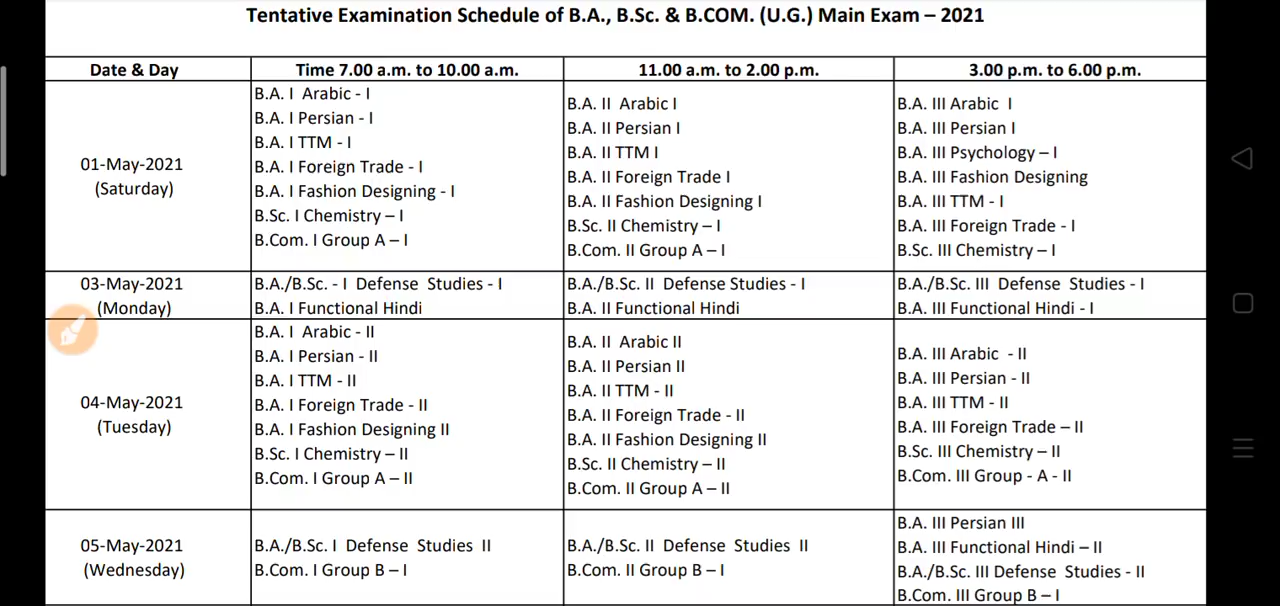 Tentative Examination Schedule of B.A., B.Sc. & B.COM. (U.G.) Main Exam – 2021
Date & Day
Time 7.00 a.m. to 10.00 a.m.
11.00 a.m. to 2.00 p.m.
3.00 p.m. to 6.00 p.m.
01-May-2021
(Saturday)
B.A. I Arabic - I
B.A. I Persian - I
B.A. I TTM - I
B.A. I Foreign Trade - I
B.A. I Fashion Designing - I
B.Sc. I Chemistry – I
B.Com. I Group A – I
B.A. II Arabic I
B.A. II Persian I
B.A. II TTM I
B.A. II Foreign Trade I
B.A. II Fashion Designing I
B.Sc. II Chemistry – I
B.Com. II Group A – I
B.A. III Arabic I
B.A. III Persian I
B.A. III Psychology – I
B.A. III Fashion Designing
B.A. III TTM - I
B.A. III Foreign Trade - I
B.Sc. III Chemistry – I
03-May-2021
(Monday)
B.A./B.Sc. - I Defense Studies - I
B.A. I Functional Hindi
B.A./B.Sc. II Defense Studies - I
B.A. II Functional Hindi
B.A./B.Sc. III Defense Studies - I
B.A. III Functional Hindi - I
04-May-2021
(Tuesday)
B.A. I Arabic - II
B.A. I Persian - II
B.A. I TTM - II
B.A. I Foreign Trade - II
B.A. I Fashion Designing II
B.Sc. I Chemistry – II
B.Com. I Group A – II
B.A. II Arabic II
B.A. II Persian II
B.A. II TTM - II
B.A. II Foreign Trade - II
B.A. II Fashion Designing II
B.Sc. II Chemistry – II
B.Com. II Group A – II
B.A. III Arabic - II
B.A. III Persian - II
B.A. III TTM - II
B.A. III Foreign Trade – II
B.Sc. III Chemistry – II
B.Com. III Group - A - II
05-May-2021
(Wednesday)
B.A./B.Sc. I Defense Studies II
B.Com. I Group B – I
B.A./B.Sc. II Defense Studies II
B.Com. II Group B – I
B.A. III Persian III
B.A. III Functional Hindi – II
B.A./B.Sc. III Defense Studies - II
B.Com. III Group B – I